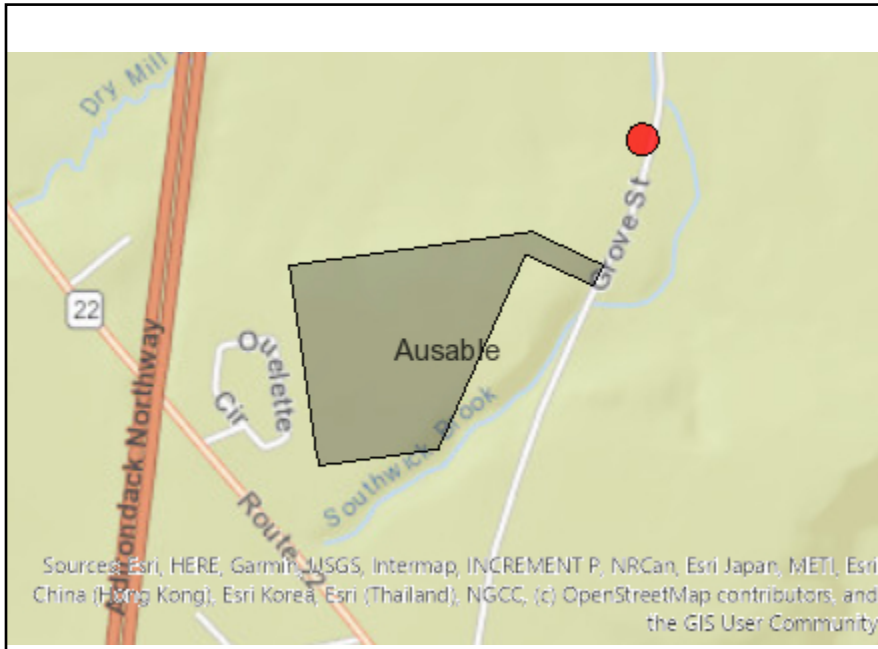 Dry Mill
Grove St
22
Ausable
Ouelette
Cir
Adirondack Northway
Southwick Brook
Route 22
Sources: Esri, HERE, Garmin, USGS, Intermap, INCREMENT P, NRCan, Esri Japan, METI, Esri
China (Hong Kong), Esri Korea, Esri (Thailand), NGCC, (c) OpenStreetMap contributors, and
the GIS User Community